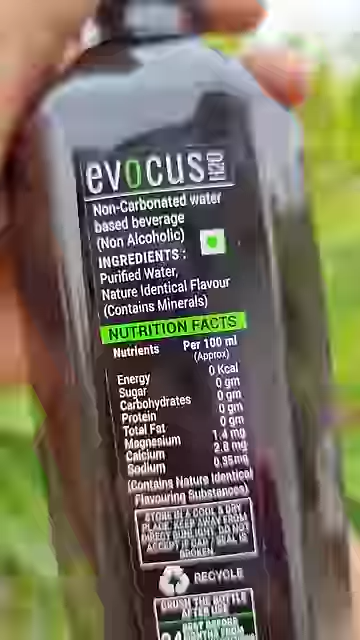 evocus H2O
Non-Carbonated water
based beverage
(Non Alcoholic)
INGREDIENTS :
Purified Water,
Nature Identical Flavour
(Contains Minerals)
NUTRITION FACTS
Nutrients Per 100 ml
(Approx)
Energy 0 Kcal
Sugar 0 gm
Carbohydrates 0 gm
Protein 0 gm
Total Fat 0 gm
Magnesium 1.4 mg
Calcium 2.8 mg
Sodium 0.35mg
(Contains Nature Identical
Flavouring Substances)
STORE IN A COOL & DRY
PLACE. KEEP AWAY FROM
DIRECT SUNLIGHT. DO NOT
ACCEPT IF CAP / SEAL IS
BROKEN.
RECYCLE
CRUSH THE BOTTLE
AFTER USE
BEST BEFORE
MONTHS FROM